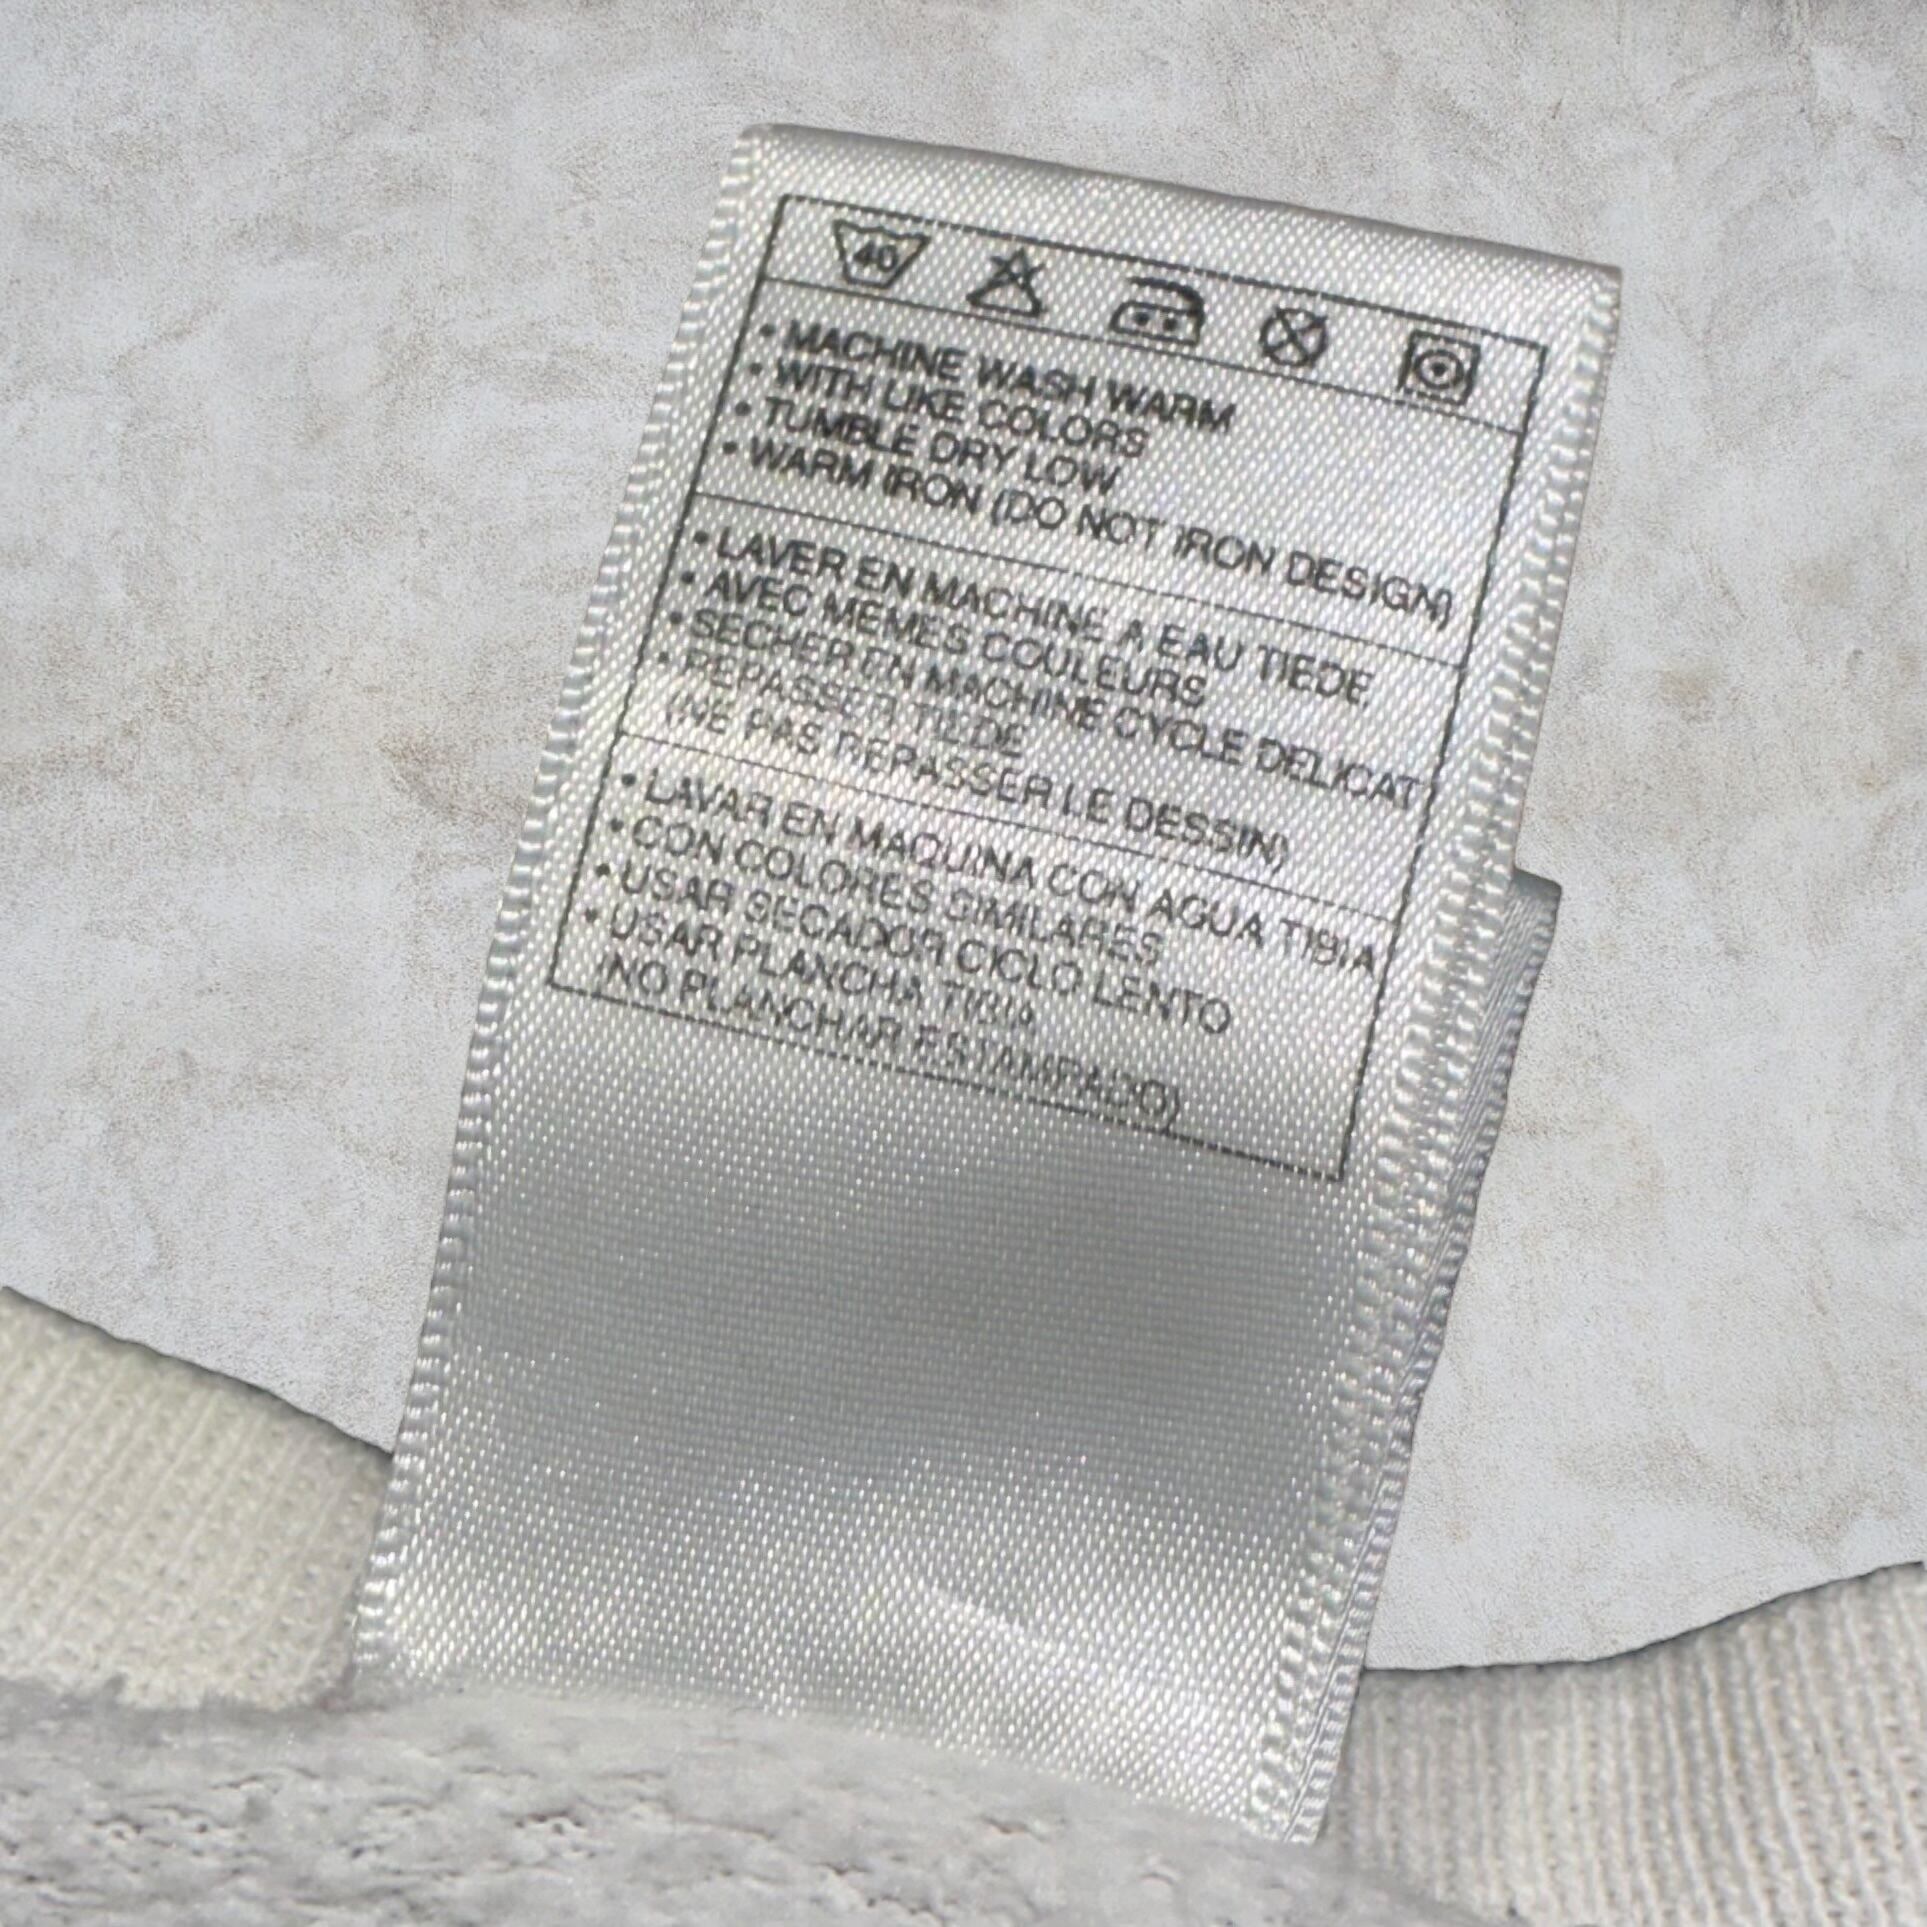 40
• MACHINE WASH WARM
• WITH LIKE COLORS
• TUMBLE DRY LOW
• WARM IRON (DO NOT IRON DESIGN)
• LAVER EN MACHINE A EAU TIEDE
• AVEC MEMES COULEURS
• SECHER EN MACHINE CYCLE DELICAT
• REPASSER TIEDE
(NE PAS REPASSER LE DESSIN)
• LAVAR EN MAQUINA CON AGUA TIBIA
• CON COLORES SIMILARES
• USAR SECADOR CICLO LENTO
• USAR PLANCHA TIBIA
(NO PLANCHAR ESTAMPADO)